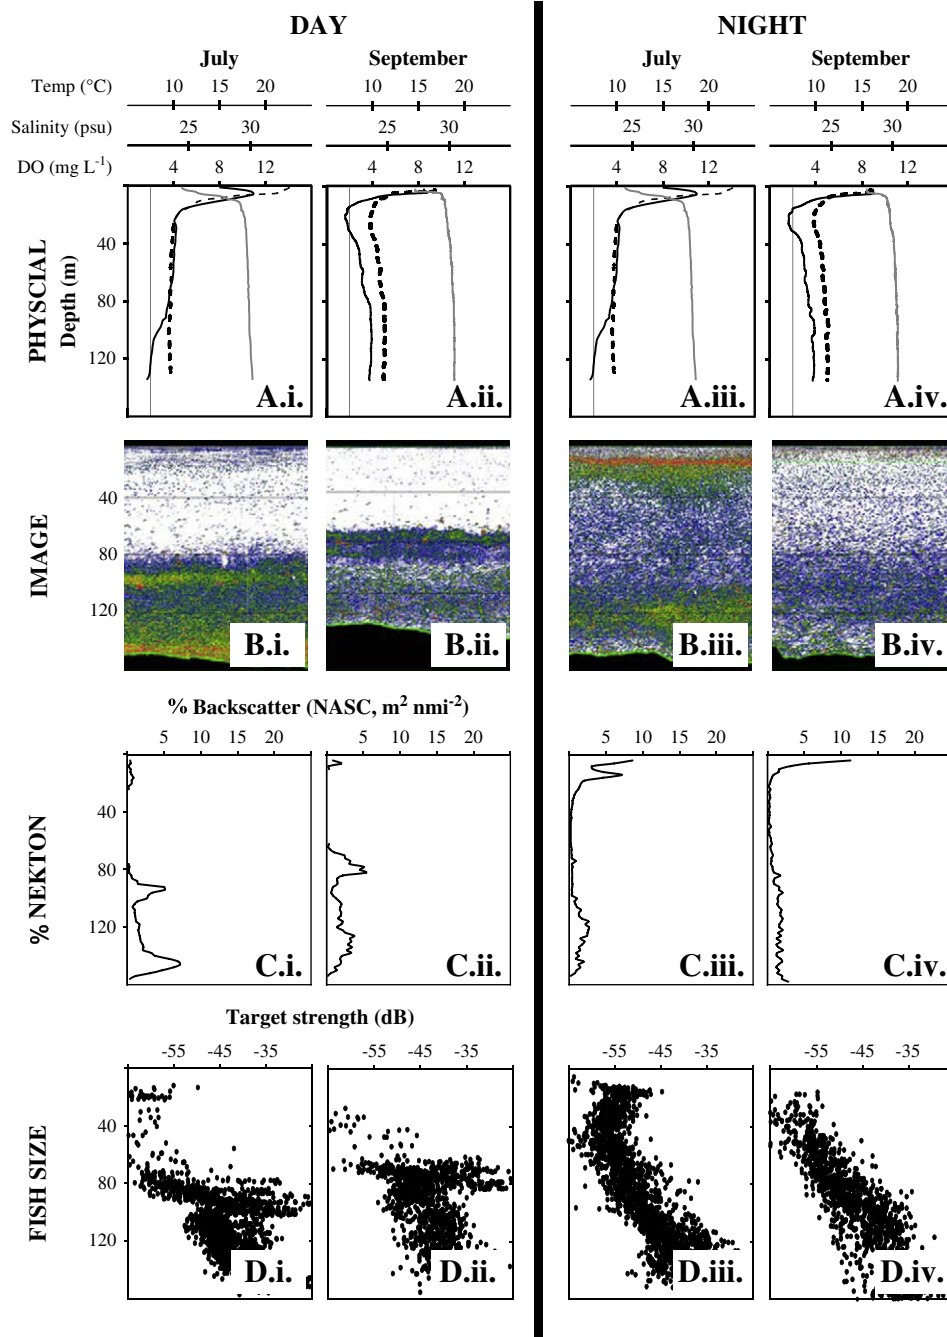 DAY NIGHT
July September July September
Temp (°C) 10 15 20 10 15 20 10 15 20 10 15 20
Salinity (psu) 25 30 25 30 25 30 25 30
DO (mg L-1) 4 8 12 4 8 12 4 8 12 4 8 12
PHYSCIAL
Depth (m)
40
80
120
A.i. A.ii. A.iii. A.iv.
IMAGE
40
80
120
B.i. B.ii. B.iii. B.iv.
% Backscatter (NASC, m2 nmi-2)
5 10 15 20 5 10 15 20 5 10 15 20 5 10 15 20
% NEKTON
40
80
120
C.i. C.ii. C.iii. C.iv.
Target strength (dB)
-55 -45 -35 -55 -45 -35 -55 -45 -35 -55 -45 -35
FISH SIZE
40
80
120
D.i. D.ii. D.iii. D.iv.